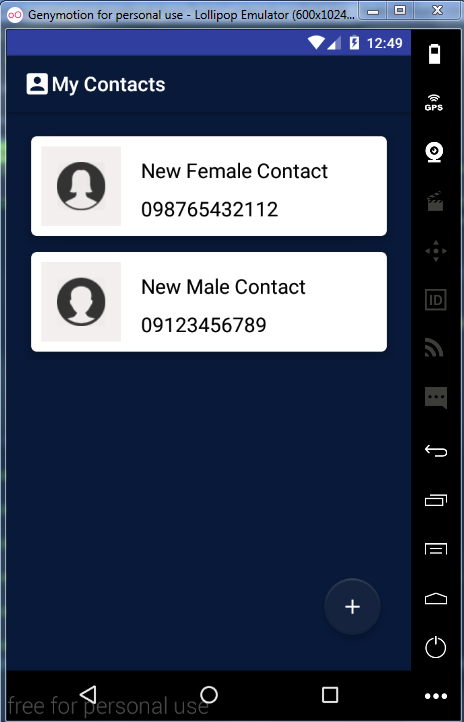 Genymotion for personal use - Lollipop Emulator (600x1024...
12:49
My Contacts
New Female Contact
098765432112
New Male Contact
09123456789
GPS
ID
free for personal use